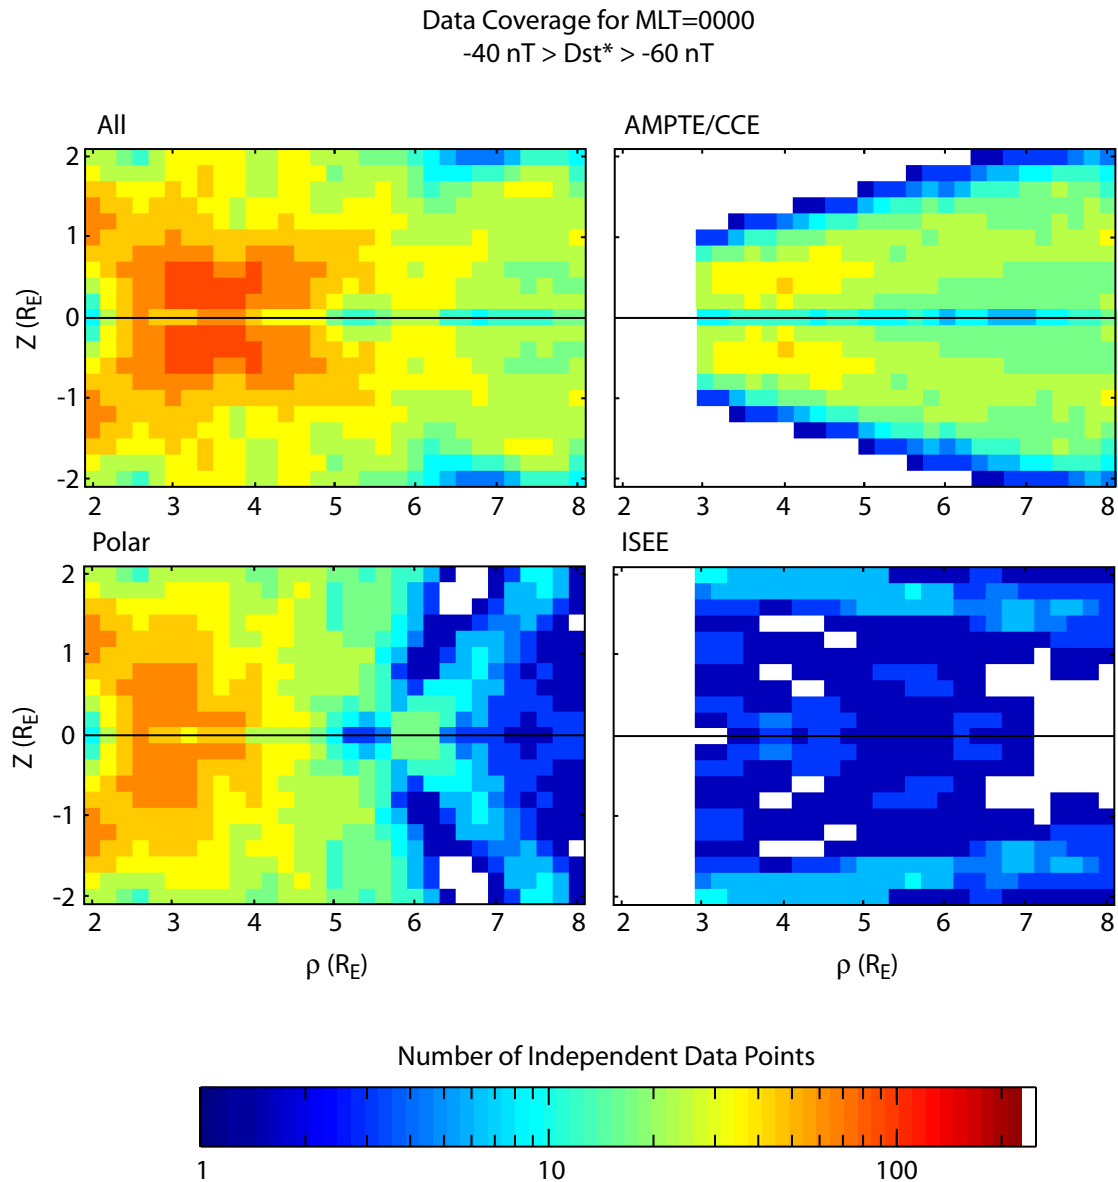 Data Coverage for MLT=0000
-40 nT > Dst* > -60 nT
All
AMPTE/CCE
Z (RE)
2
1
0
-1
-2
2 3 4 5 6 7 8
2 3 4 5 6 7 8
Polar
ISEE
Z (RE)
2
1
0
-1
-2
2 3 4 5 6 7 8
2 3 4 5 6 7 8
ρ (RE)
ρ (RE)
Number of Independent Data Points
1 10 100